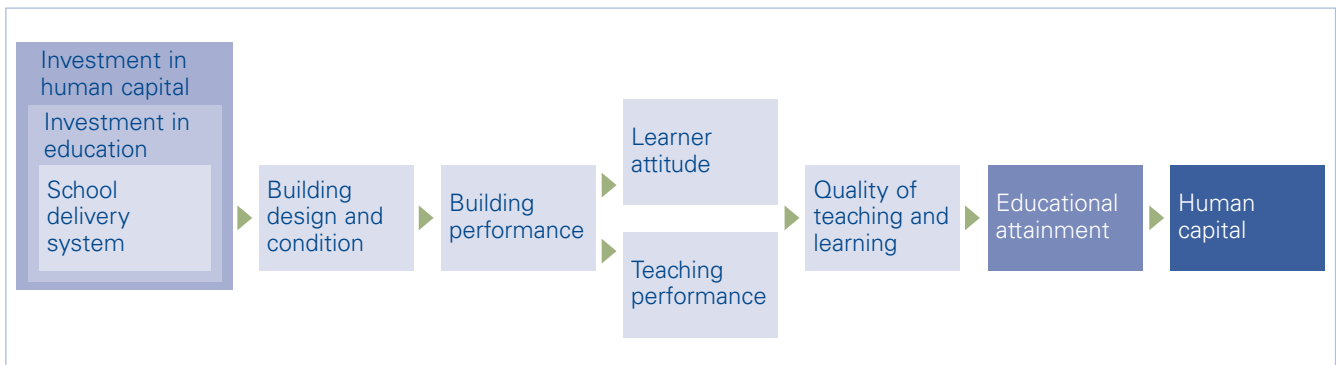 Investment in
human capital
Investment in
education
School
delivery
system
Building
design and
condition
Building
performance
Learner
attitude
Teaching
performance
Quality of
teaching and
learning
Educational
attainment
Human
capital